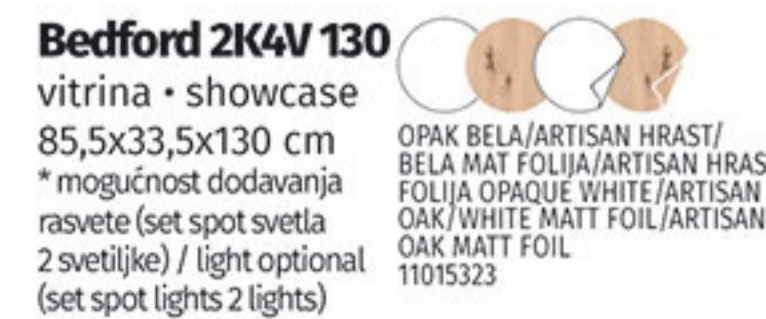 Bedford 2K4V 130
vitrina • showcase
85,5x33,5x130 cm
* mogućnost dodavanja
rasvete (set spot svetla
2 svetiljke) / light optional
(set spot lights 2 lights)
OPAK BELA/ARTISAN HRAST/
BELA MAT FOLIJA/ARTISAN HRAS
FOLIJA OPAQUE WHITE/ARTISAN
OAK/WHITE MATT FOIL/ARTISAN
OAK MATT FOIL
11015323